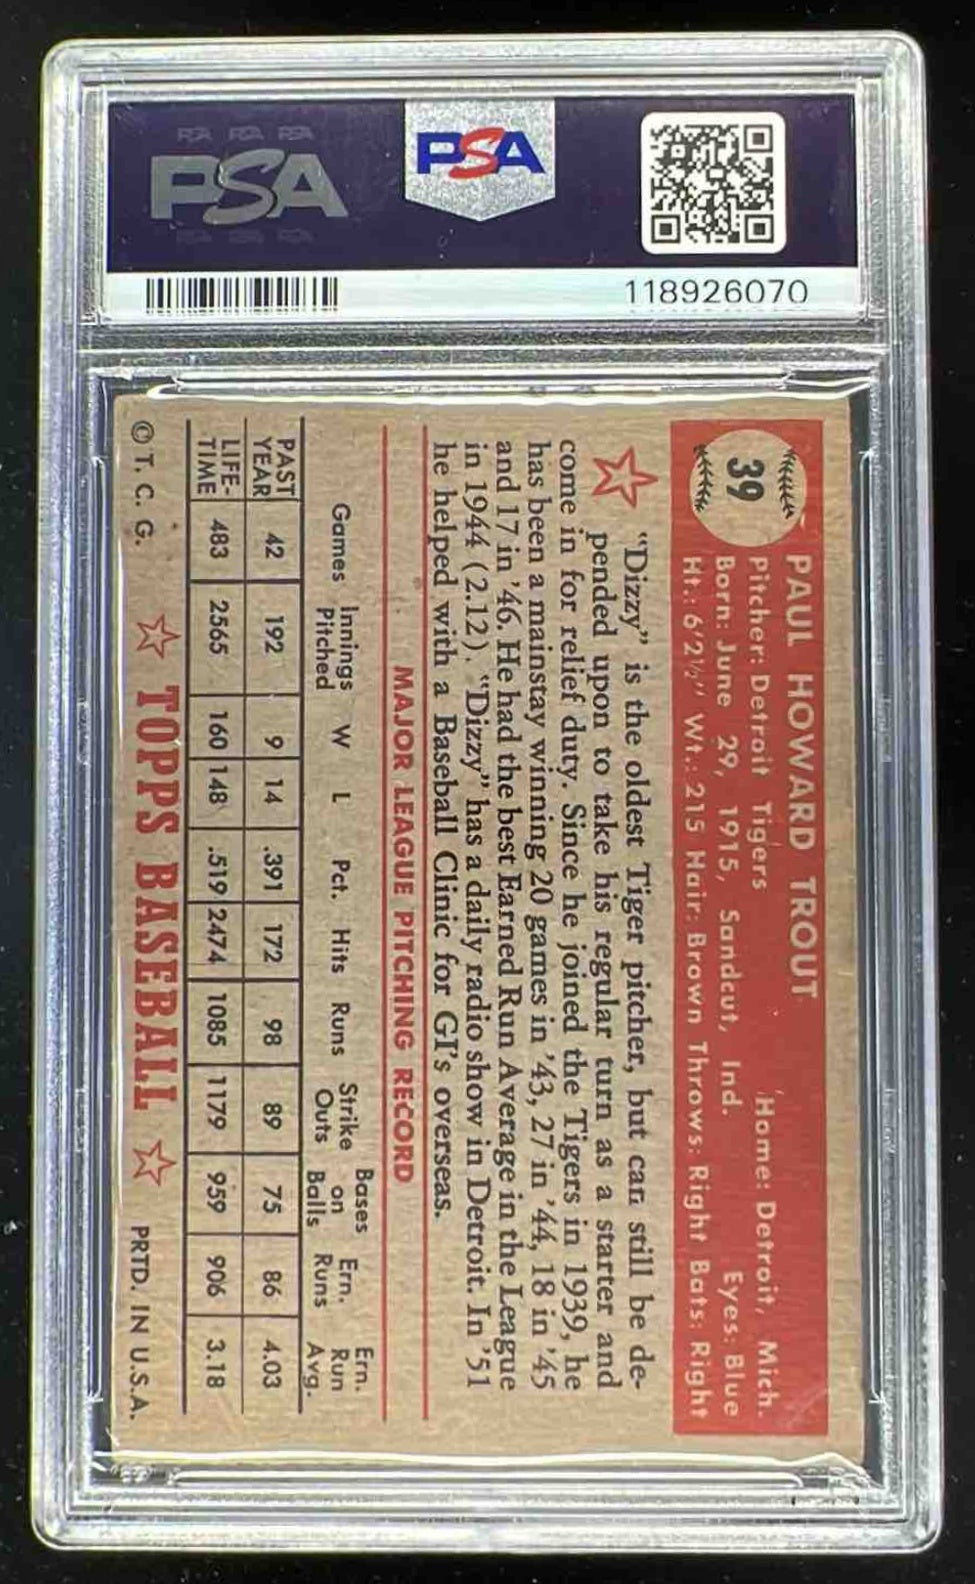 PSA PSA PSA
PSA
PSA PSA PSA
PSA
118926070
39
PAUL HOWARD TROUT
Pitcher: Detroit Tigers Home: Detroit, Mich.
Born: June 29, 1915, Sandcut, Ind. Eyes: Blue
Ht.: 6'2½" Wt.: 215 Hair: Brown Throws: Right Bats: Right
"Dizzy" is the oldest Tiger pitcher, but can still be de-
pended upon to take his regular turn as a starter and
come in for relief duty. Since he joined the Tigers in 1939, he
has been a mainstay winning 20 games in '43, 27 in '44, 18 in '45
and 17 in '46. He had the best Earned Run Average in the League
in 1944 (2.12). "Dizzy" has a daily radio show in Detroit. In '51
he helped with a Baseball Clinic for GI's overseas.
MAJOR LEAGUE PITCHING RECORD
Games Innings Pitched W L Pct. Hits Runs Strike Outs Bases on Balls Ern. Runs Ern. Run Avg.
PAST YEAR 42 192 9 14 .391 172 98 89 75 86 4.03
LIFE-TIME 483 2565 160 148 .519 2474 1085 1179 959 906 3.18
© T. C. G. TOPPS BASEBALL PRTD. IN U.S.A.